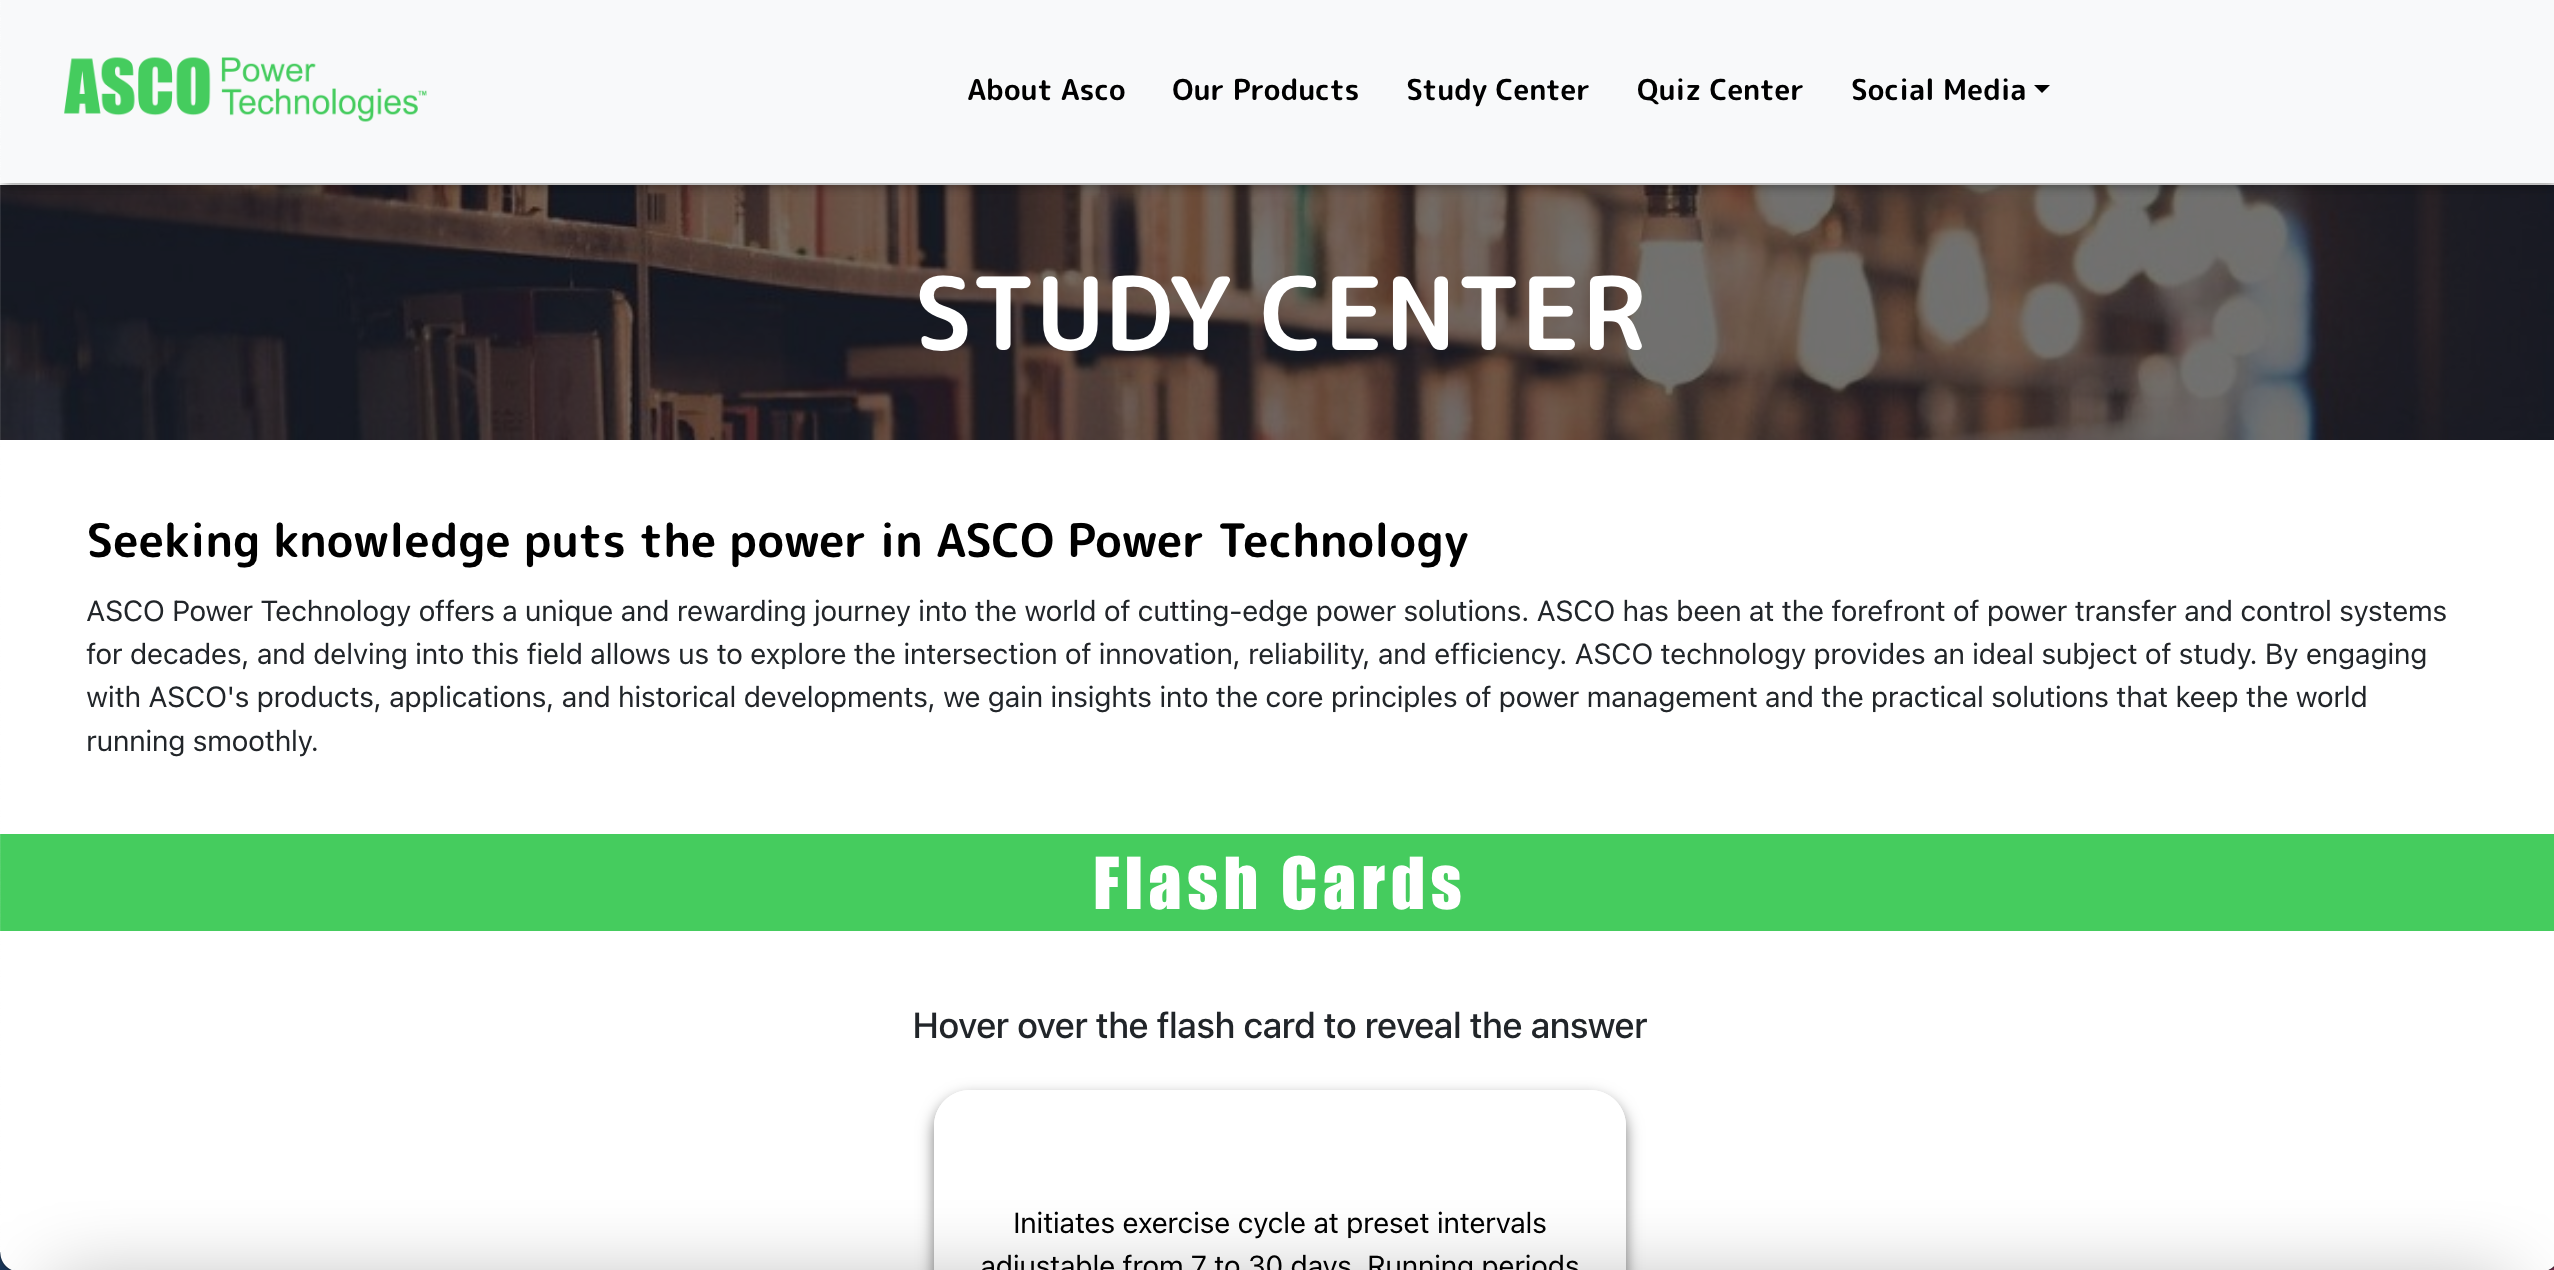 ASCO Power Technologies™
About Asco Our Products Study Center Quiz Center Social Media
STUDY CENTER
Seeking knowledge puts the power in ASCO Power Technology
ASCO Power Technology offers a unique and rewarding journey into the world of cutting-edge power solutions. ASCO has been at the forefront of power transfer and control systems
for decades, and delving into this field allows us to explore the intersection of innovation, reliability, and efficiency. ASCO technology provides an ideal subject of study. By engaging
with ASCO's products, applications, and historical developments, we gain insights into the core principles of power management and the practical solutions that keep the world
running smoothly.
Flash Cards
Hover over the flash card to reveal the answer
Initiates exercise cycle at preset intervals
adjustable from 7 to 30 days. Running periods